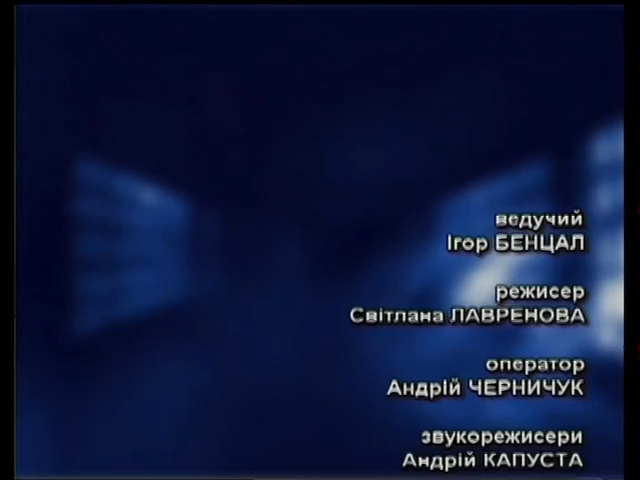 ведучий
Ігор БЕНЦАЛ
режисер
Світлана ЛАВРЕНОВА
оператор
Андрій ЧЕРНИЧУК
звукорежисери
Андрій КАПУСТА